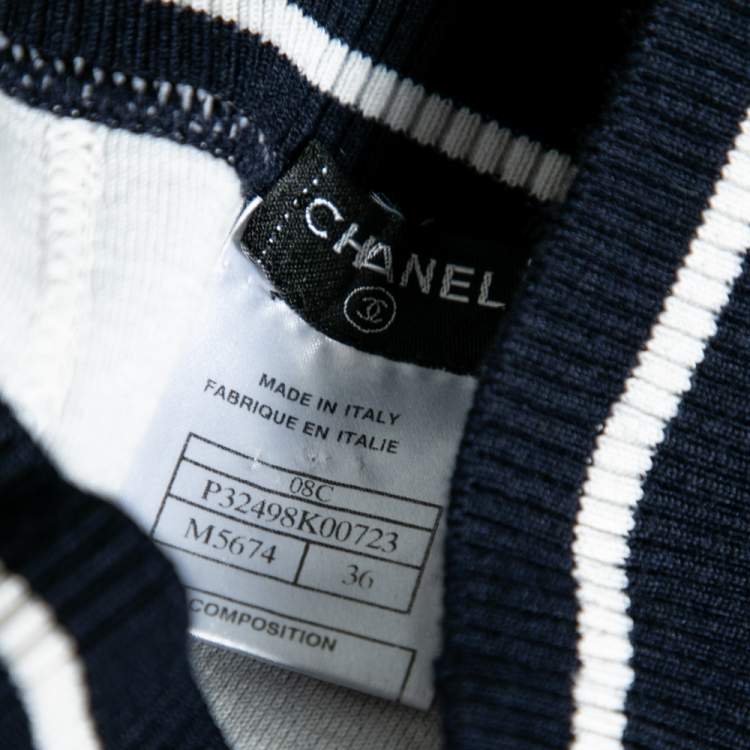 CHANEL
MADE IN ITALY
FABRIQUE EN ITALIE
08C
P32498K00723
M5674 36
COMPOSITION